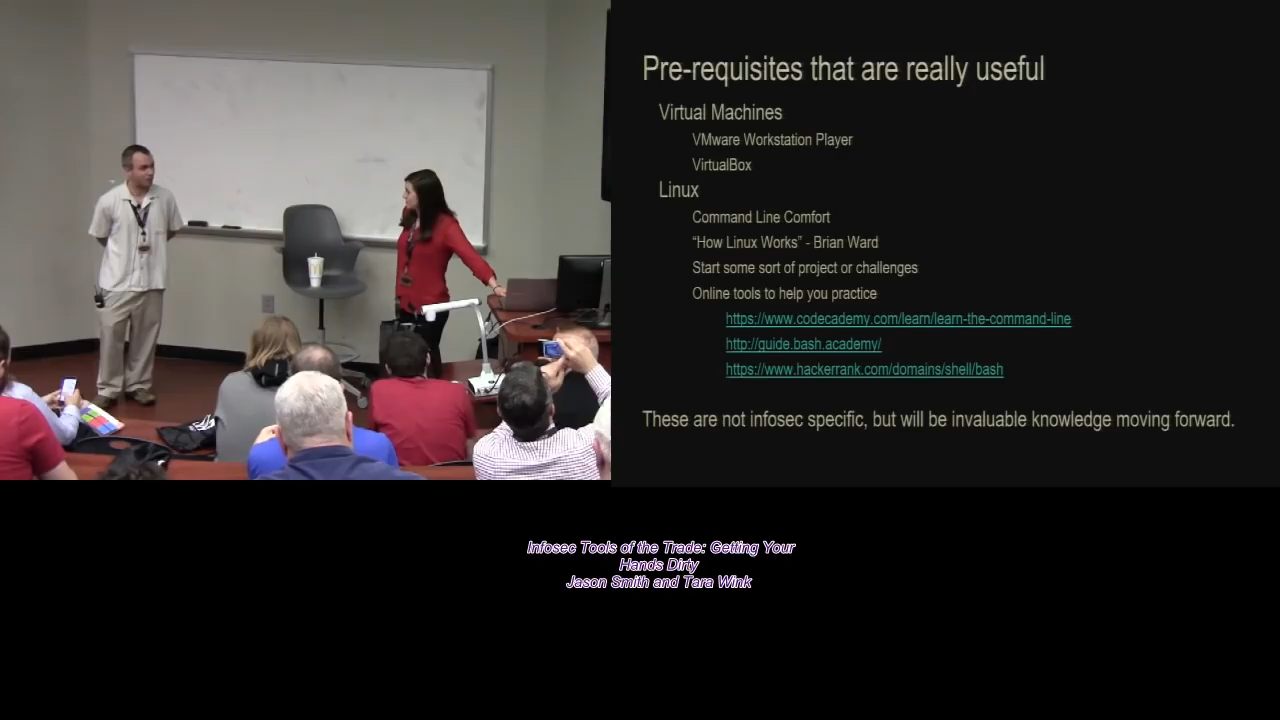 Pre-requisites that are really useful
Virtual Machines
VMware Workstation Player
VirtualBox
Linux
Command Line Comfort
“How Linux Works” - Brian Ward
Start some sort of project or challenges
Online tools to help you practice
https://www.codecademy.com/learn/learn-the-command-line
http://guide.bash.academy/
https://www.hackerrank.com/domains/shell/bash
These are not infosec specific, but will be invaluable knowledge moving forward.
Infosec Tools of the Trade: Getting Your
Hands Dirty
Jason Smith and Tara Wink